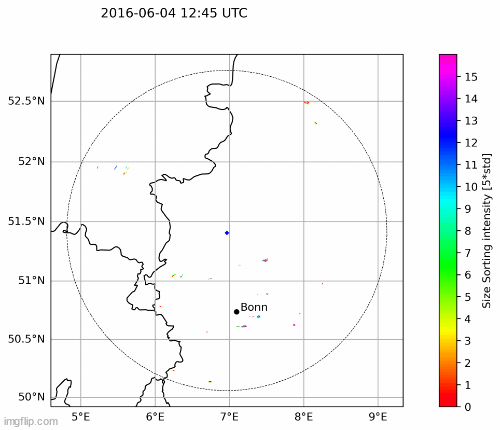 2016-06-04 12:45 UTC
52.5°N
52°N
51.5°N
51°N
50.5°N
50°N
5°E
6°E
7°E
8°E
9°E
Bonn
15
14
13
12
11
10
9
8
7
6
5
4
3
2
1
0
Size Sorting intensity [5*std]
imgflip.com